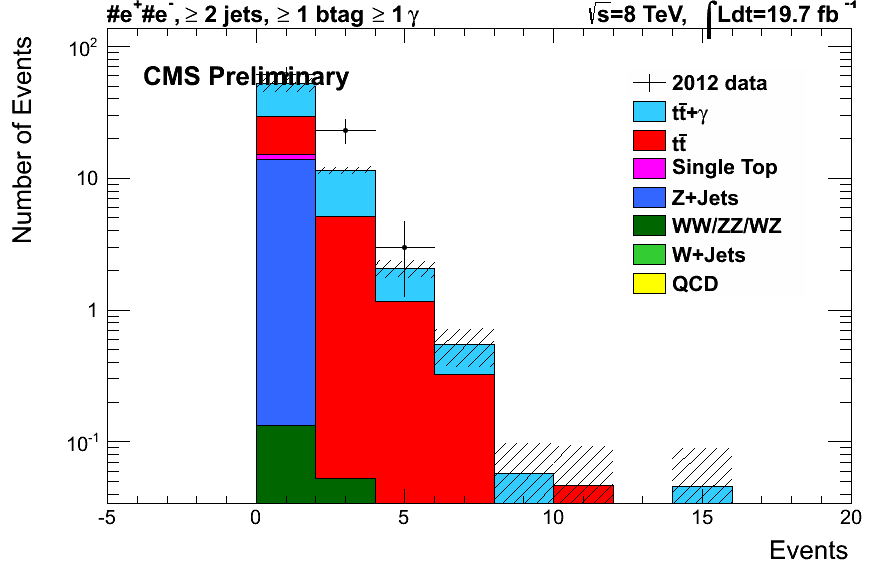 #e⁺#e⁻, ≥ 2 jets, ≥ 1 btag ≥ 1 γ
√s=8 TeV, ∫Ldt=19.7 fb⁻¹
CMS Preliminary
2012 data
tt̄+γ
tt̄
Single Top
Z+Jets
WW/ZZ/WZ
W+Jets
QCD
Number of Events
10²
10
1
10⁻¹
-5 0 5 10 15 20
Events